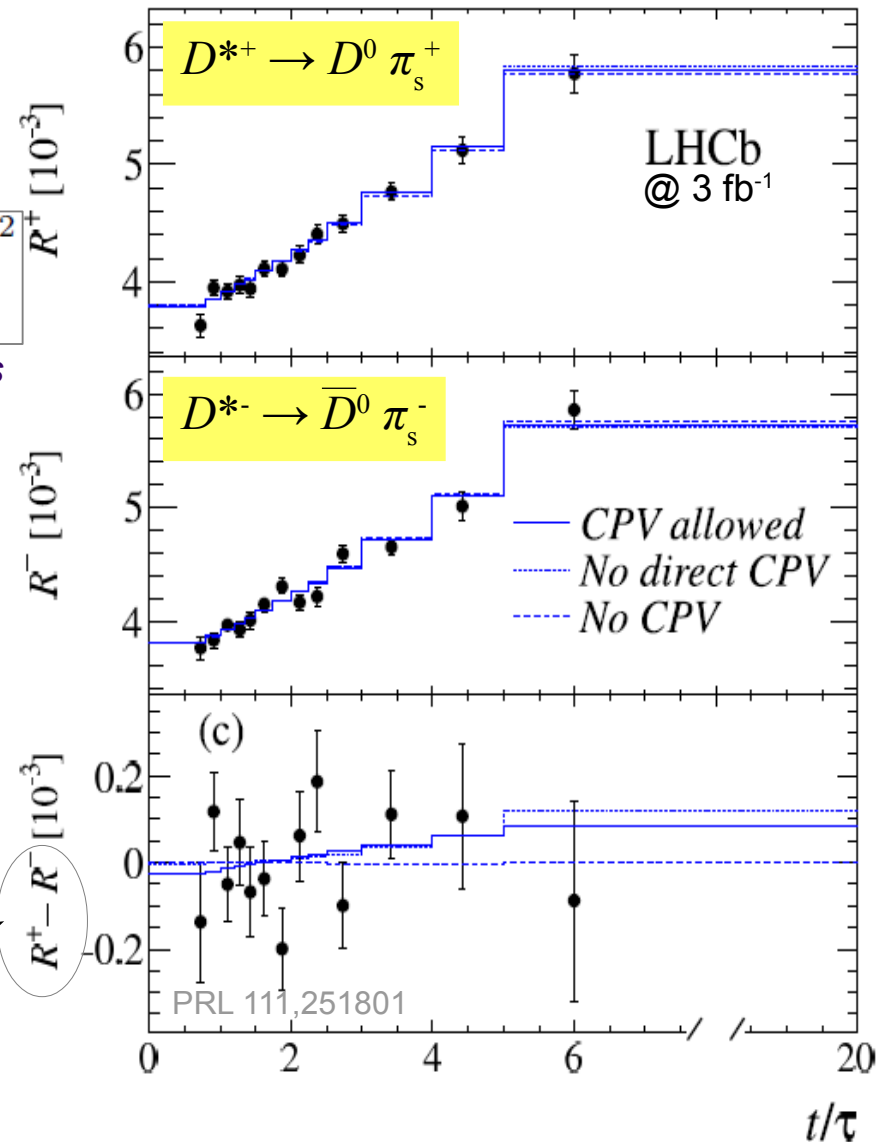 6
D*⁺ → D⁰ πₛ⁺
LHCb
@ 3 fb⁻¹
5
R⁺ [10⁻³]
2
4
s
6
D*⁻ → D̅⁰ πₛ⁻
5
R⁻ [10⁻³]
CPV allowed
No direct CPV
No CPV
4
(c)
0.2
0
R⁺− R⁻ [10⁻³]
-0.2
PRL 111,251801
0 2 4 6 20
t/τ